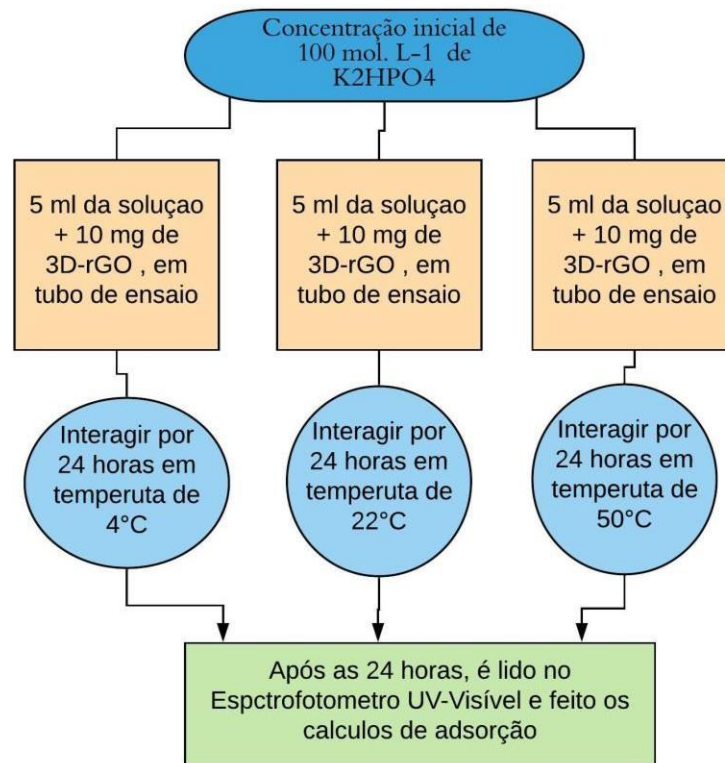 Concentração inicial de
100 mol. L-1 de
K2HPO4
5 ml da soluçao
+ 10 mg de
3D-rGO , em
tubo de ensaio
5 ml da soluçao
+ 10 mg de
3D-rGO , em
tubo de ensaio
5 ml da soluçao
+ 10 mg de
3D-rGO , em
tubo de ensaio
Interagir por
24 horas em
temperuta de
4°C
Interagir por
24 horas em
temperuta de
22°C
Interagir por
24 horas em
temperuta de
50°C
Após as 24 horas, é lido no
Espctrofotometro UV-Visível e feito os
calculos de adsorção